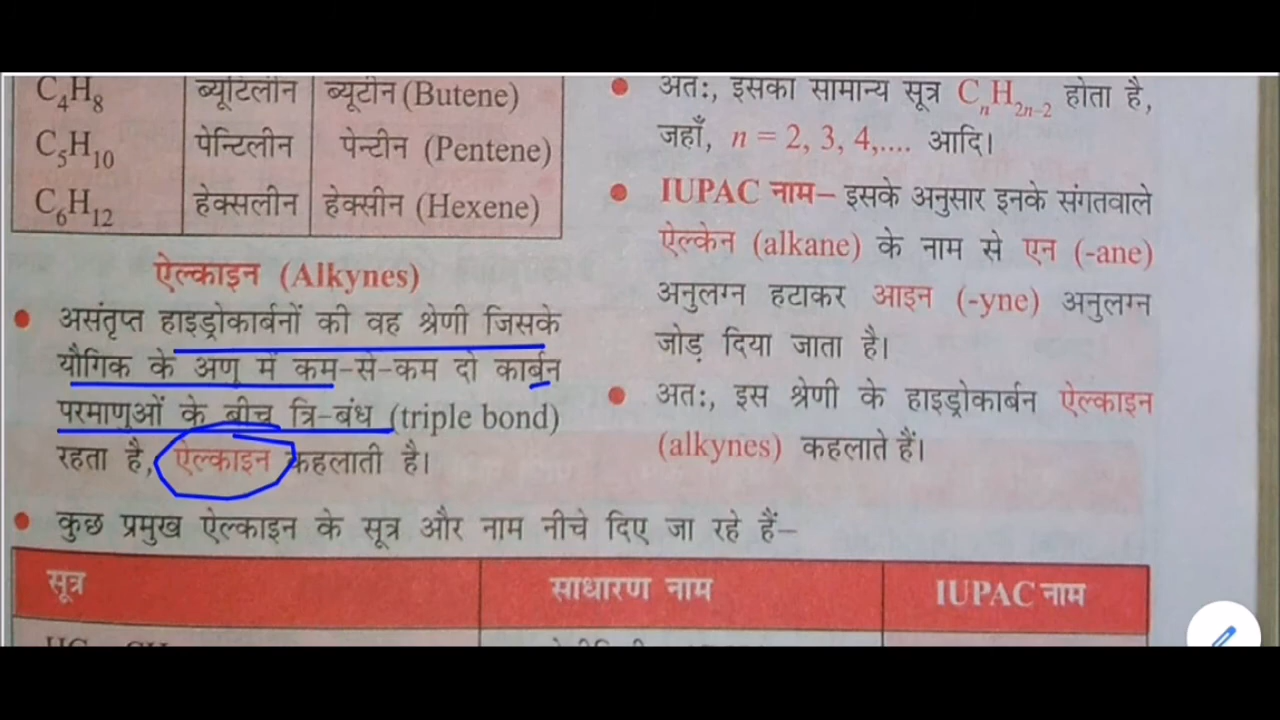 C4H8 ब्यूटिलीन ब्यूटीन (Butene)
C5H10 पेन्टिलीन पेन्टीन (Pentene)
C6H12 हेक्सलीन हेक्सीन (Hexene)
ऐल्काइन (Alkynes)
• असंतृप्त हाइड्रोकार्बनों की वह श्रेणी जिसके
यौगिक के अणु में कम-से-कम दो कार्बन
परमाणुओं के बीच त्रि-बंध (triple bond)
रहता है, ऐल्काइन कहलाती है।
• अतः, इसका सामान्य सूत्र CnH2n–2 होता है,
जहाँ, n = 2, 3, 4,.... आदि।
• IUPAC नाम– इसके अनुसार इनके संगतवाले
ऐल्केन (alkane) के नाम से एन (-ane)
अनुलग्न हटाकर आइन (-yne) अनुलग्न
जोड़ दिया जाता है।
• अतः, इस श्रेणी के हाइड्रोकार्बन ऐल्काइन
(alkynes) कहलाते हैं।
• कुछ प्रमुख ऐल्काइन के सूत्र और नाम नीचे दिए जा रहे हैं–
सूत्र साधारण नाम IUPAC नाम